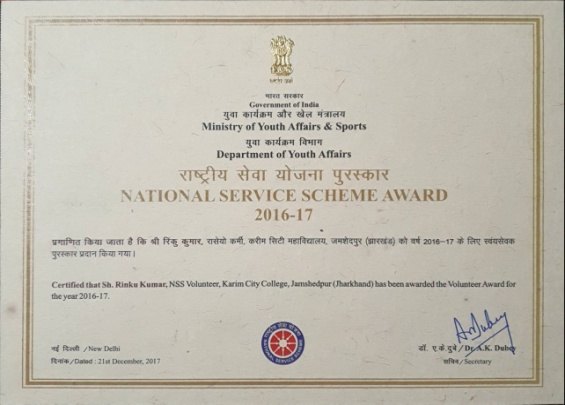 भारत सरकार
Government of India
युवा कार्यक्रम और खेल मंत्रालय
Ministry of Youth Affairs & Sports
युवा कार्यक्रम विभाग
Department of Youth Affairs
राष्ट्रीय सेवा योजना पुरस्कार
NATIONAL SERVICE SCHEME AWARD
2016-17
प्रमाणित किया जाता है कि श्री रिंकु कुमार, रासेयो कर्मी, करीम सिटी महाविद्यालय, जमशेदपुर (झारखंड) को वर्ष 2016-17 के लिए स्वंयसेवक
पुरस्कार प्रदान किया गया।
Certified that Sh. Rinku Kumar, NSS Volunteer, Karim City College, Jamshedpur (Jharkhand) has been awarded the Volunteer Award for
the year 2016-17.
नई दिल्ली /New Delhi
दिनांक/Dated : 21st December, 2017
डॉ. ए.के.दुबे/Dr. A.K. Dubey
सचिव/Secretary